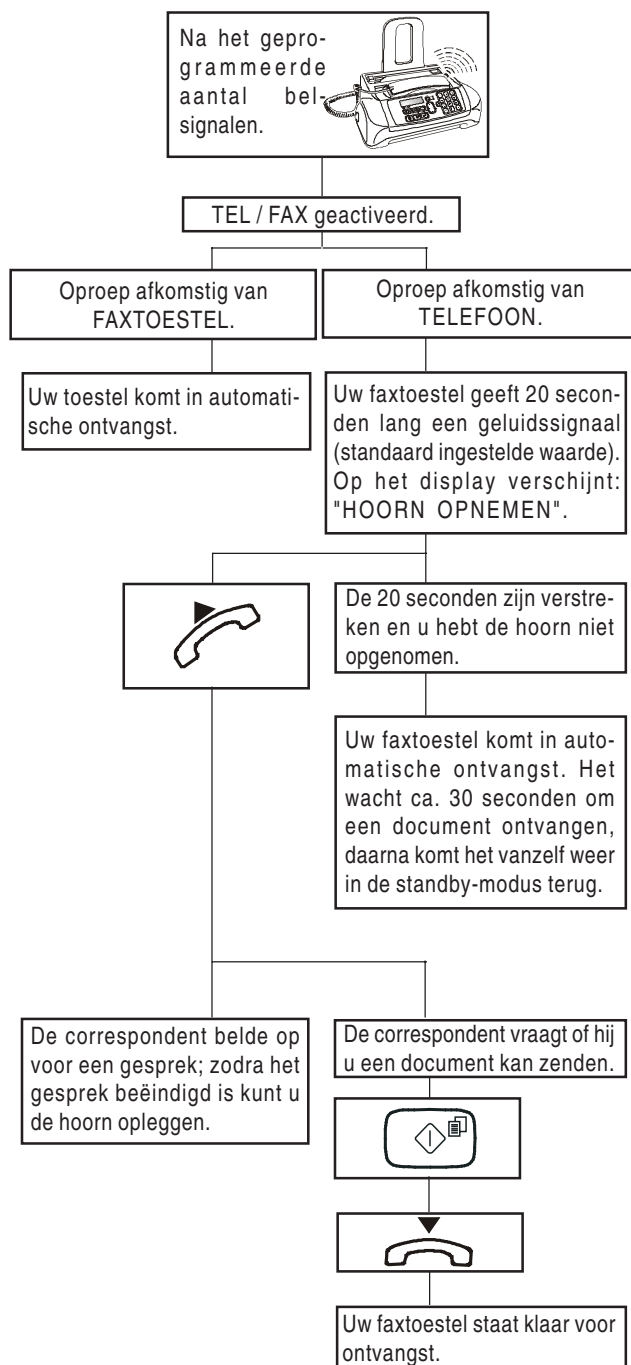 Na het gepro-
grammeerde
aantal bel-
signalen.
TEL / FAX geactiveerd.
Oproep afkomstig van
FAXTOESTEL.
Oproep afkomstig van
TELEFOON.
Uw toestel komt in automati-
sche ontvangst.
Uw faxtoestel geeft 20 secon-
den lang een geluidssignaal
(standaard ingestelde waarde).
Op het display verschijnt:
"HOORN OPNEMEN".
De 20 seconden zijn verstre-
ken en u hebt de hoorn niet
opgenomen.
Uw faxtoestel komt in auto-
matische ontvangst. Het
wacht ca. 30 seconden om
een document ontvangen,
daarna komt het vanzelf weer
in de standby-modus terug.
De correspondent belde op
voor een gesprek; zodra het
gesprek beëindigd is kunt u
de hoorn opleggen.
De correspondent vraagt of hij
u een document kan zenden.
Uw faxtoestel staat klaar voor
ontvangst.